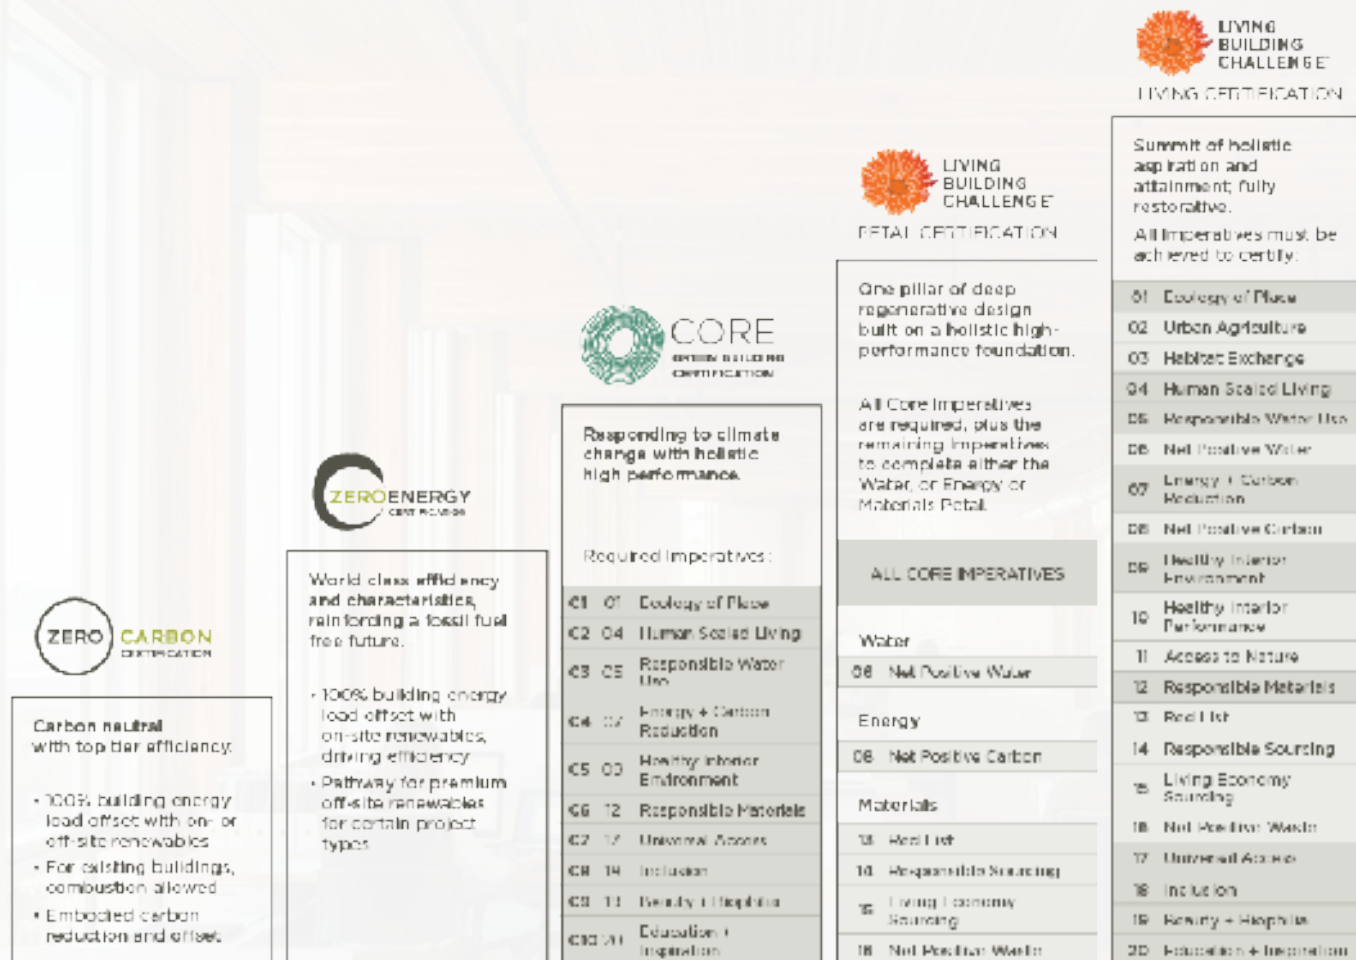 ZERO CARBON
CERTIFICATION
Carbon neutral
with top tier efficiency.
• 100% building energy
load offset with on- or
off-site renewables
• For existing buildings,
combustion allowed
• Embodied carbon
reduction and offset
ZERO ENERGY
CERTIFICATION
World class efficiency
and characteristics,
reinforcing a fossil fuel
free future.
• 100% building energy
load offset with
on-site renewables,
driving efficiency
• Pathway for premium
off-site renewables
for certain project
types
CORE
GREEN BUILDING
CERTIFICATION
Responding to climate
change with holistic
high performance.
Required Imperatives:
C1 01 Ecology of Place
C2 04 Human Scaled Living
C3 05 Responsible Water
Use
C4 07 Energy + Carbon
Reduction
C5 09 Healthy Interior
Environment
C6 12 Responsible Materials
C7 17 Universal Access
C8 18 Inclusion
C9 19 Beauty + Biophilia
C10 20 Education +
Inspiration
LIVING
BUILDING
CHALLENGE
PETAL CERTIFICATION
One pillar of deep
regenerative design
built on a holistic high-
performance foundation.
All Core Imperatives
are required, plus the
remaining Imperatives
to complete either the
Water, or Energy or
Materials Petal.
ALL CORE IMPERATIVES
Water
06 Net Positive Water
Energy
08 Net Positive Carbon
Materials
13 Red List
14 Responsible Sourcing
15 Living Economy
Sourcing
16 Net Positive Waste
LIVING
BUILDING
CHALLENGE
LIVING CERTIFICATION
Summit of holistic
aspiration and
attainment; fully
restorative.
All Imperatives must be
achieved to certify:
01 Ecology of Place
02 Urban Agriculture
03 Habitat Exchange
04 Human Scaled Living
05 Responsible Water Use
06 Net Positive Water
07 Energy + Carbon
Reduction
08 Net Positive Carbon
09 Healthy Interior
Environment
10 Healthy Interior
Performance
11 Access to Nature
12 Responsible Materials
13 Red List
14 Responsible Sourcing
15 Living Economy
Sourcing
16 Net Positive Waste
17 Universal Access
18 Inclusion
19 Beauty + Biophilia
20 Education + Inspiration